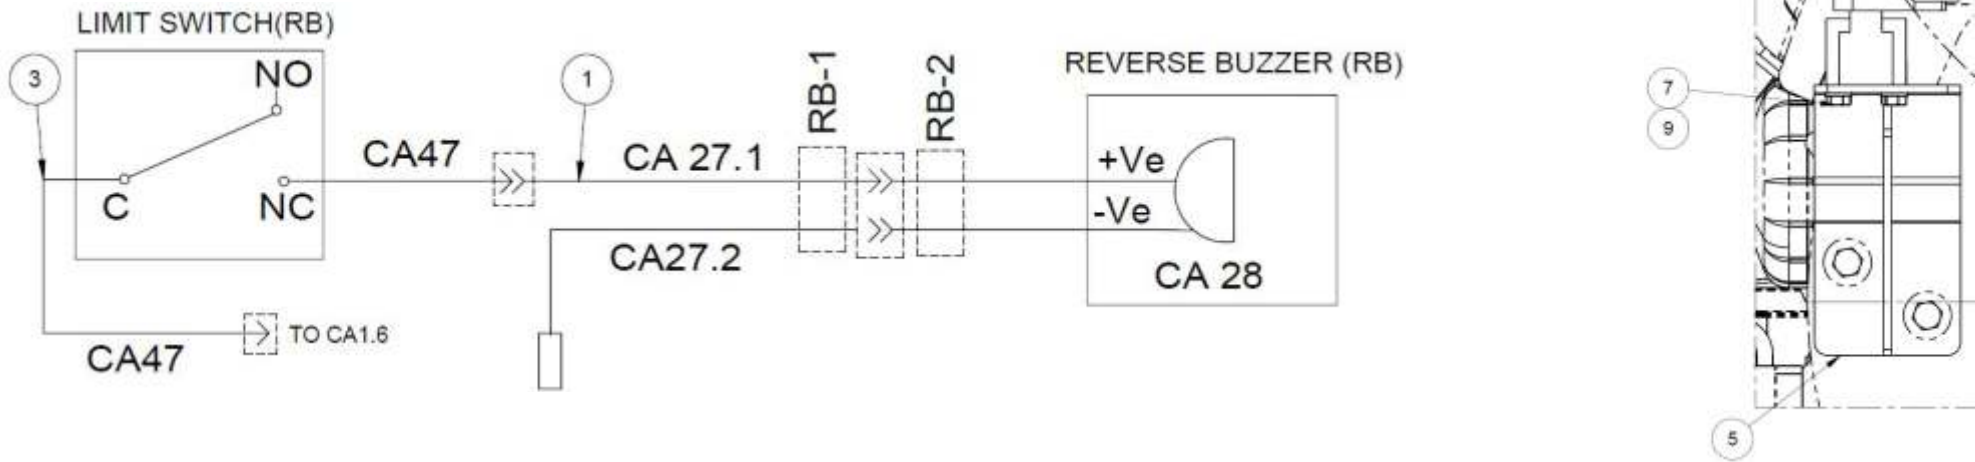 LIMIT SWITCH(RB)
3
NO
C
NC
CA47
CA47
TO CA1.6
1
CA 27.1
CA27.2
RB-1
RB-2
REVERSE BUZZER (RB)
+Ve
-Ve
CA 28
7
9
5